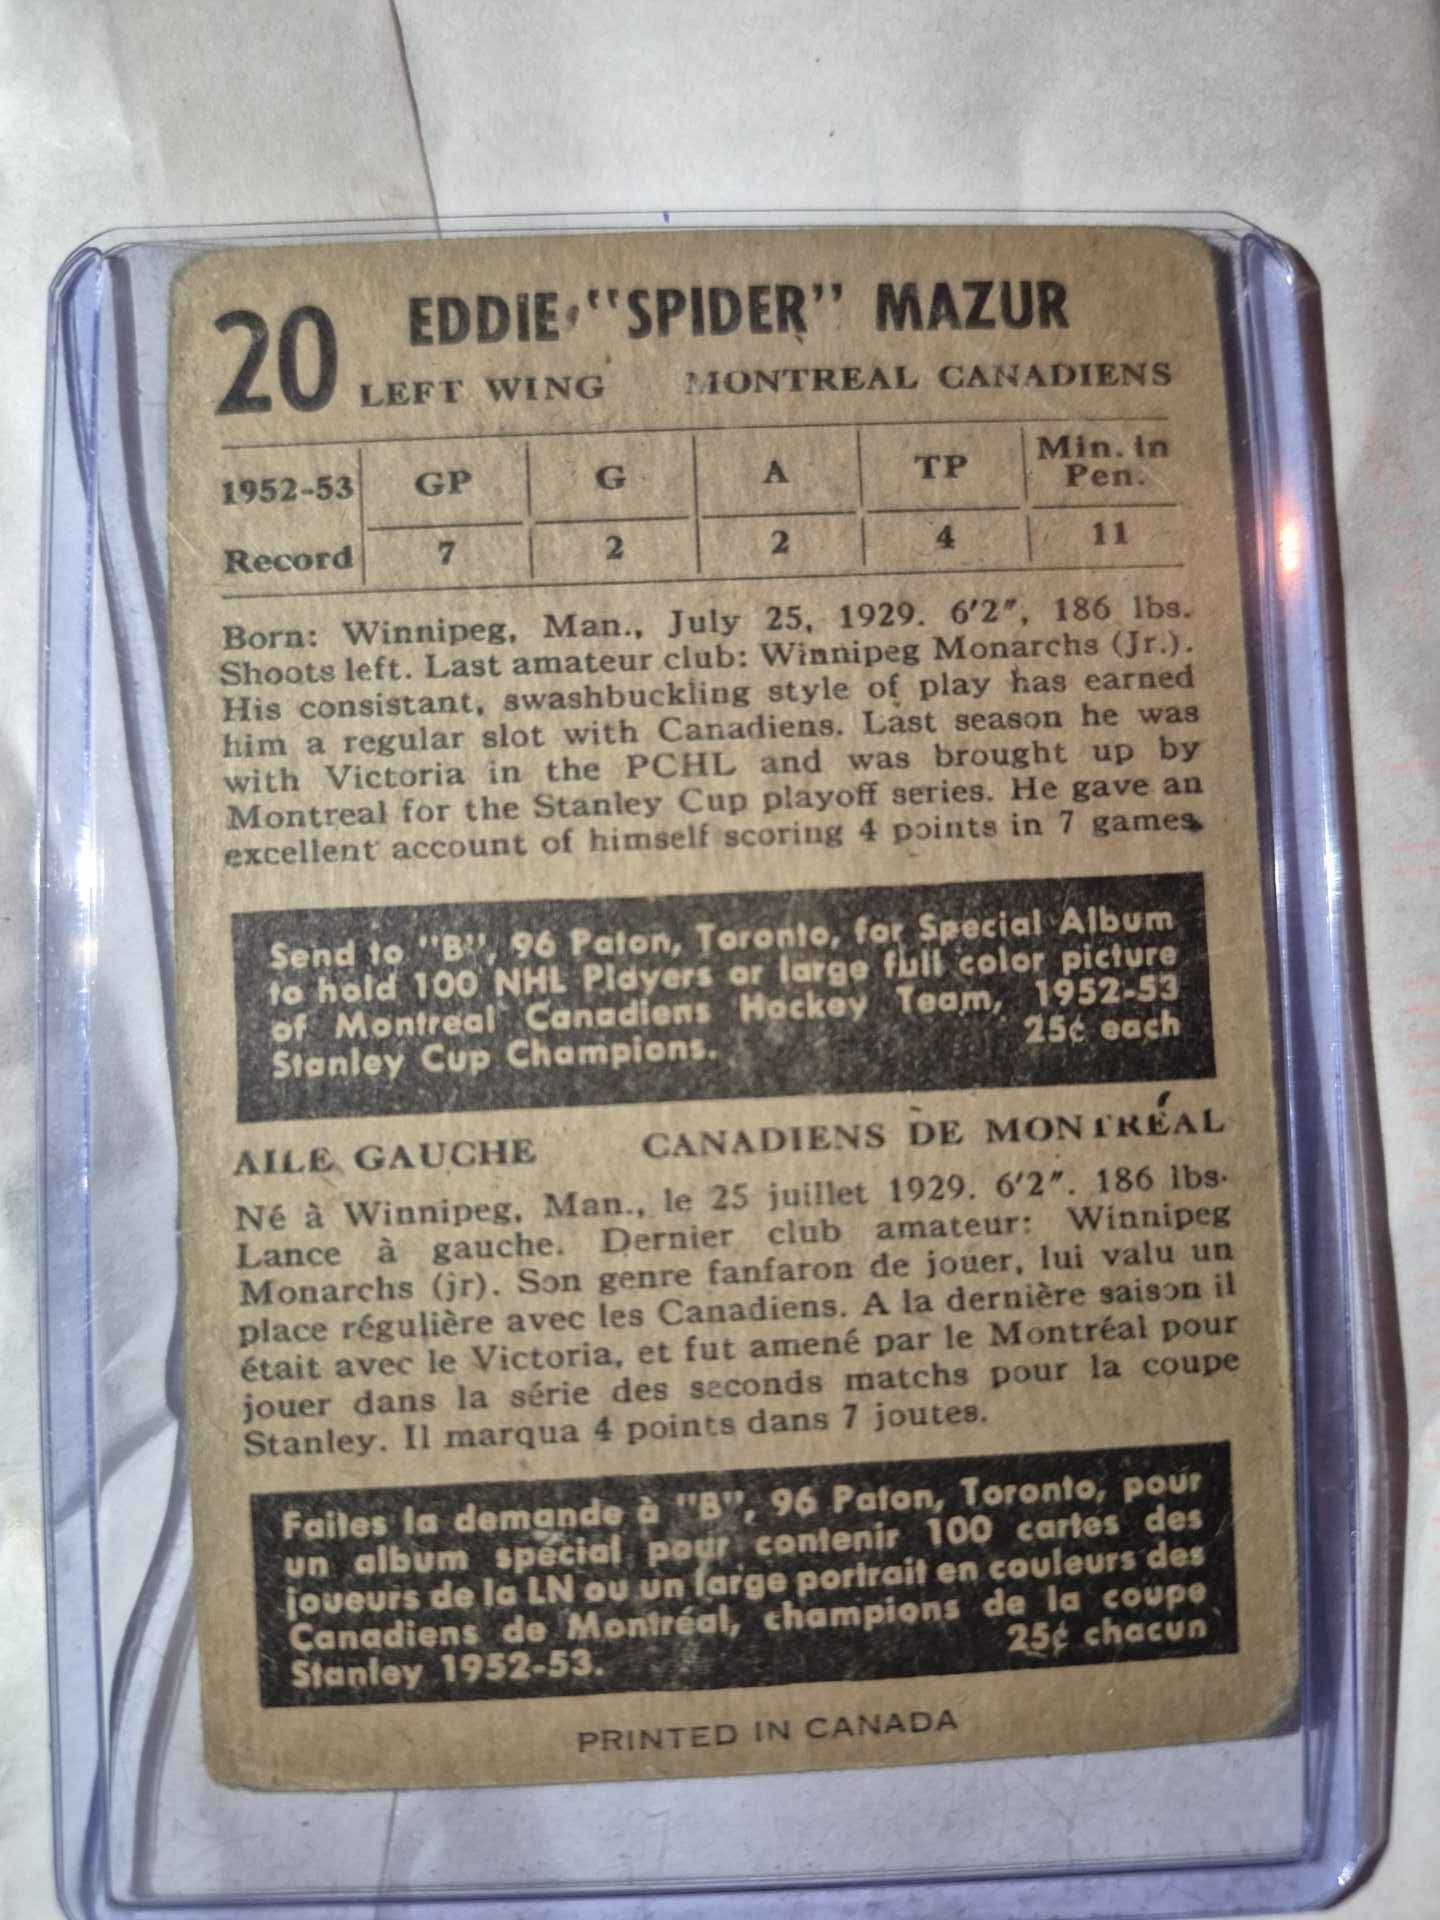 20 EDDIE "SPIDER" MAZUR
LEFT WING MONTREAL CANADIENS
1952-53 GP G A TP Min. in Pen.
Record 7 2 2 4 11
Born: Winnipeg, Man., July 25, 1929. 6'2", 186 lbs.
Shoots left. Last amateur club: Winnipeg Monarchs (Jr.).
His consistant, swashbuckling style of play has earned
him a regular slot with Canadiens. Last season he was
with Victoria in the PCHL and was brought up by
Montreal for the Stanley Cup playoff series. He gave an
excellent account of himself scoring 4 points in 7 games.
Send to "B", 96 Paton, Toronto, for Special Album
to hold 100 NHL Players or large full color picture
of Montreal Canadiens Hockey Team, 1952-53
Stanley Cup Champions. 25¢ each
AILE GAUCHE CANADIENS DE MONTRÉAL
Né à Winnipeg, Man., le 25 juillet 1929. 6'2". 186 lbs.
Lance à gauche. Dernier club amateur: Winnipeg
Monarchs (jr). Son genre fanfaron de jouer, lui valu un
place régulière avec les Canadiens. A la dernière saison il
était avec le Victoria, et fut amené par le Montréal pour
jouer dans la série des seconds matchs pour la coupe
Stanley. Il marqua 4 points dans 7 joutes.
Faites la demande à "B", 96 Paton, Toronto, pour
un album spécial pour contenir 100 cartes des
joueurs de la LN ou un large portrait en couleurs des
Canadiens de Montréal, champions de la coupe
Stanley 1952-53. 25¢ chacun
PRINTED IN CANADA